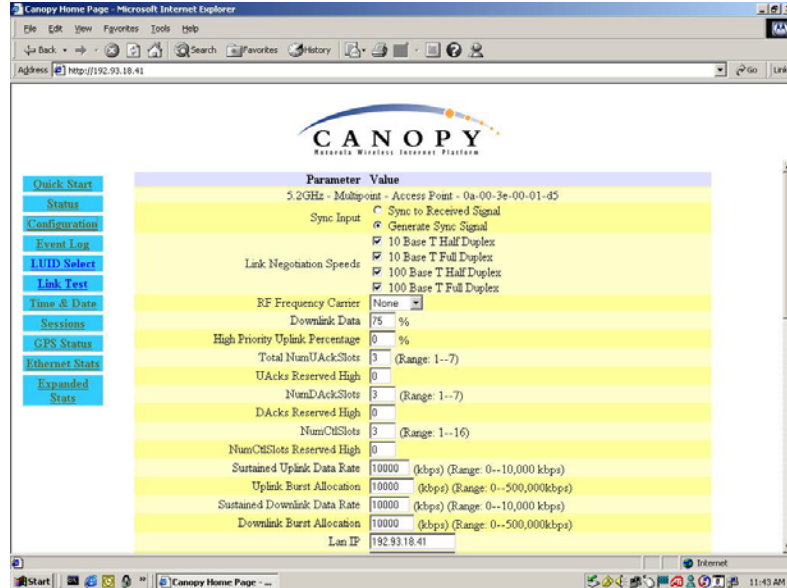 Canopy Home Page - Microsoft Internet Explorer
File Edit View Favorites Tools Help
Back Search Favorites History
Address http://192.93.18.41 Go Link
CANOPY
Motorola Wireless Internet Platform
Quick Start
Status
Configuration
Event Log
LUID Select
Link Test
Time & Date
Sessions
GPS Status
Ethernet Stats
Expanded
Stats
Parameter Value
5.2GHz - Multipoint - Access Point - 0a-00-3e-00-01-d5
Sync Input Sync to Received Signal
Generate Sync Signal
Link Negotiation Speeds 10 Base T Half Duplex
10 Base T Full Duplex
100 Base T Half Duplex
100 Base T Full Duplex
RF Frequency Carrier None
Downlink Data 75 %
High Priority Uplink Percentage 0 %
Total NumUAckSlots 3 (Range: 1--7)
UAcks Reserved High 0
NumDAckSlots 3 (Range: 1--7)
DAcks Reserved High 0
NumCtlSlots 3 (Range: 1--16)
NumCtlSlots Reserved High 0
Sustained Uplink Data Rate 10000 (kbps) (Range: 0--10,000 kbps)
Uplink Burst Allocation 10000 (kbps) (Range: 0--500,000kbps)
Sustained Downlink Data Rate 10000 (kbps) (Range: 0--10,000 kbps)
Downlink Burst Allocation 10000 (kbps) (Range: 0--500,000kbps)
Lan IP 192.93.18.41
Internet
Start Canopy Home Page - ... 11:43 AM